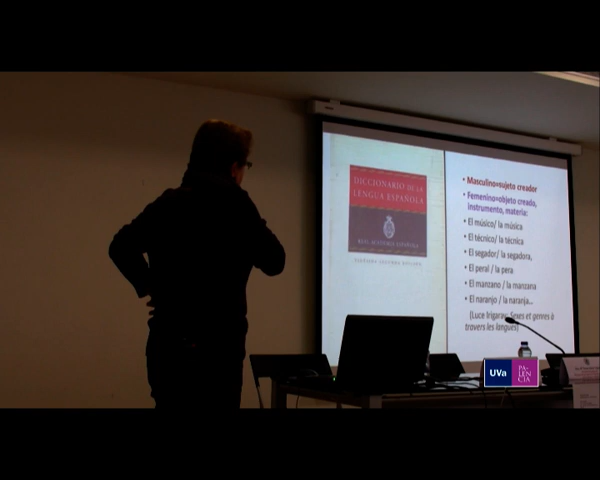 DICCIONARIO DE LA
LENGUA ESPAÑOLA
REAL ACADEMIA ESPAÑOLA
• Masculino=sujeto creador
• Femenino=objeto creado,
instrumento, materia:
• El músico/ la música
• El técnico/ la técnica
• El segador/ la segadora,
• El peral / la pera
• El manzano / la manzana
• El naranjo / la naranja...
(Luce Irigaray: Sexes et genres à
travers les langues)
UVa
PA-
LEN
CIA